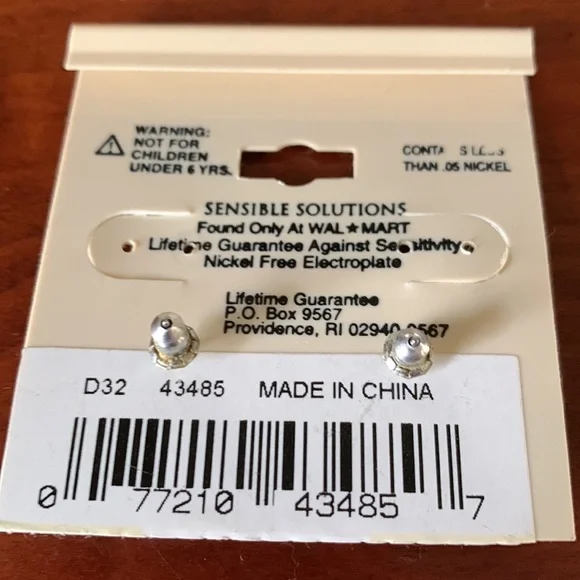 WARNING:
NOT FOR
CHILDREN
UNDER 6 YRS.
CONTA S LESS
THAN .05 NICKEL
SENSIBLE SOLUTIONS
Found Only At WAL★MART
Lifetime Guarantee Against Sensitivity
Nickel Free Electroplate
Lifetime Guarantee
P.O. Box 9567
Providence, RI 02940-9567
D32 43485 MADE IN CHINA
0 77210 43485 7